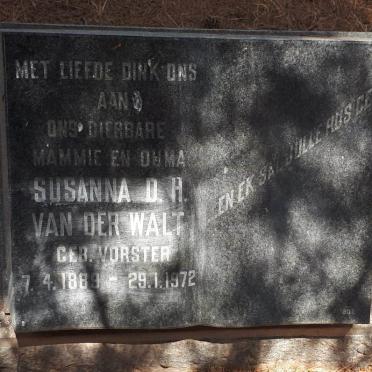 MET LIEFDE DINK ONS
AAN
ONS DIERBARE
MAMMIE EN OUMA
SUSANNA D. H.
VAN DER WALT
GEB. VORSTER
7. 4. 1889 - 29.1.1972
EN EK SAL JULLE RUS GE